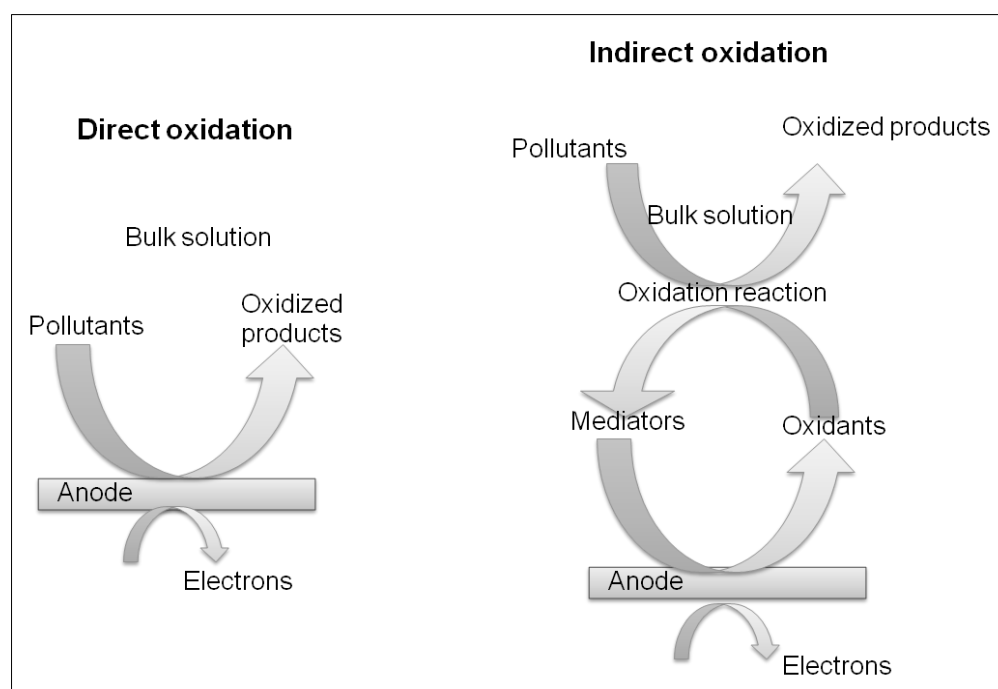 Direct oxidation
Bulk solution
Pollutants
Oxidized
products
Anode
Electrons
Indirect oxidation
Pollutants
Oxidized products
Bulk solution
Oxidation reaction
Mediators
Oxidants
Anode
Electrons